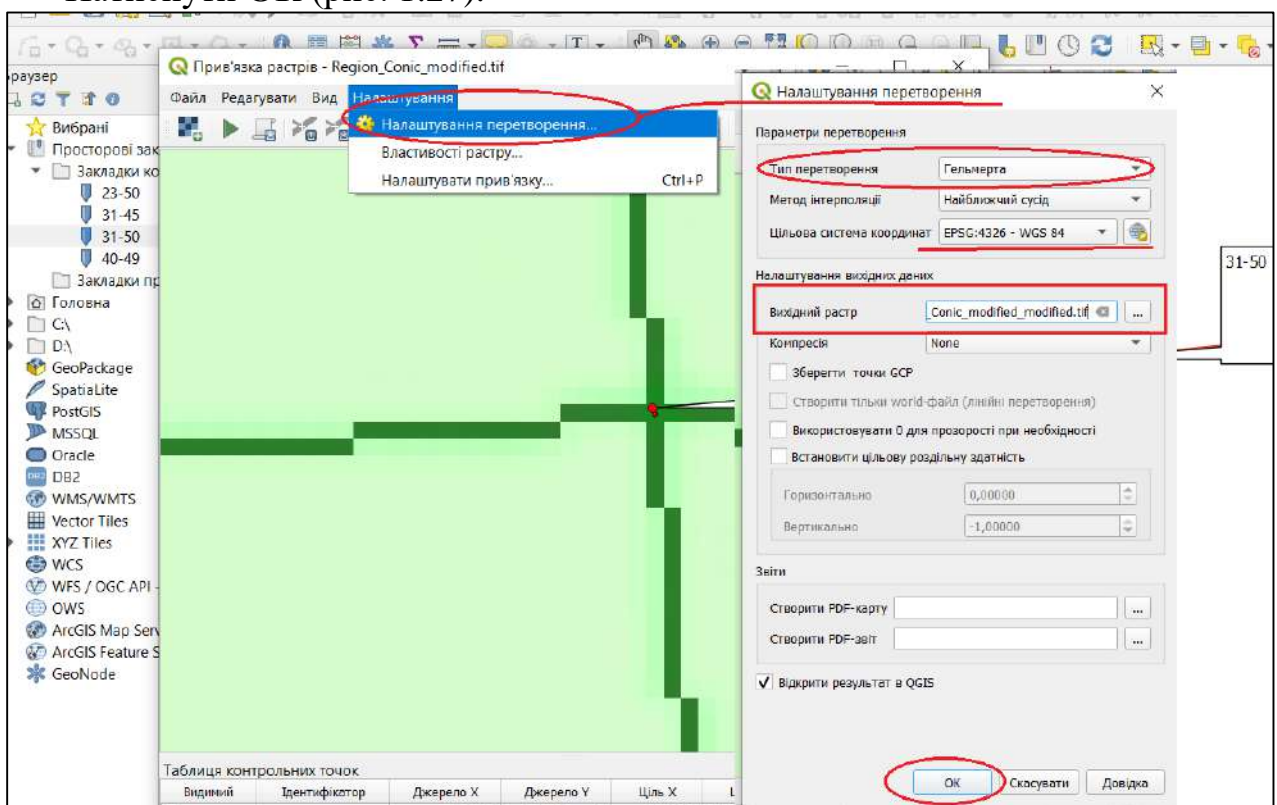 (рис. 1.27).
Прив'язка растрів - Region_Conic_modified.tif
Файл Редагувати Вид Налаштування
Налаштування перетворення...
Властивості растру...
Налаштувати прив'язку... Ctrl+P
раузер
Вибрані
Просторові зак
Закладки ко
23-50
31-45
31-50
40-49
Закладки пр
Головна
C:\
D:\
GeoPackage
SpatiaLite
PostGIS
MSSQL
Oracle
DB2
WMS/WMTS
Vector Tiles
XYZ Tiles
WCS
WFS / OGC API -
OWS
ArcGIS Map Serv
ArcGIS Feature S
GeoNode
Таблиця контрольних точок
Видимий Ідентифікатор Джерело X Джерело Y Ціль X
Налаштування перетворення
Параметри перетворення
Тип перетворення Гельмерта
Метод інтерполяції Найближчий сусід
Цільова система координат EPSG:4326 - WGS 84
Налаштування вихідних даних
Вихідний растр _Conic_modified_modified.tif ...
Компресія None
Зберегти точки GCP
Створити тільки world-файл (лінійні перетворення)
Використовувати 0 для прозорості при необхідності
Встановити цільову роздільну здатність
Горизонтально 0,00000
Вертикально -1,00000
Звіти
Створити PDF-карту ...
Створити PDF-звіт ...
Відкрити результат в QGIS
OK Скасувати Довідка
31-50